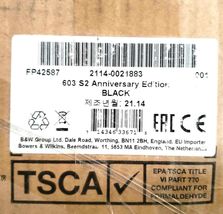 FP42587 2114-0021883 001
603 S2 Anniversary Edition
BLACK
제조년월: 21.14
B&W Group Ltd, Dale Road, Worthing, BN11 2BH, England, EU Importer
Bowers & Wilkins, Beemdstraat 11, 5653 MA Eindhoven, The Netherlands
EAC CE
TSCA
EPA TSCA TITLE
VI PART 770
COMPLIANT FOR
FORMALDEHYDE